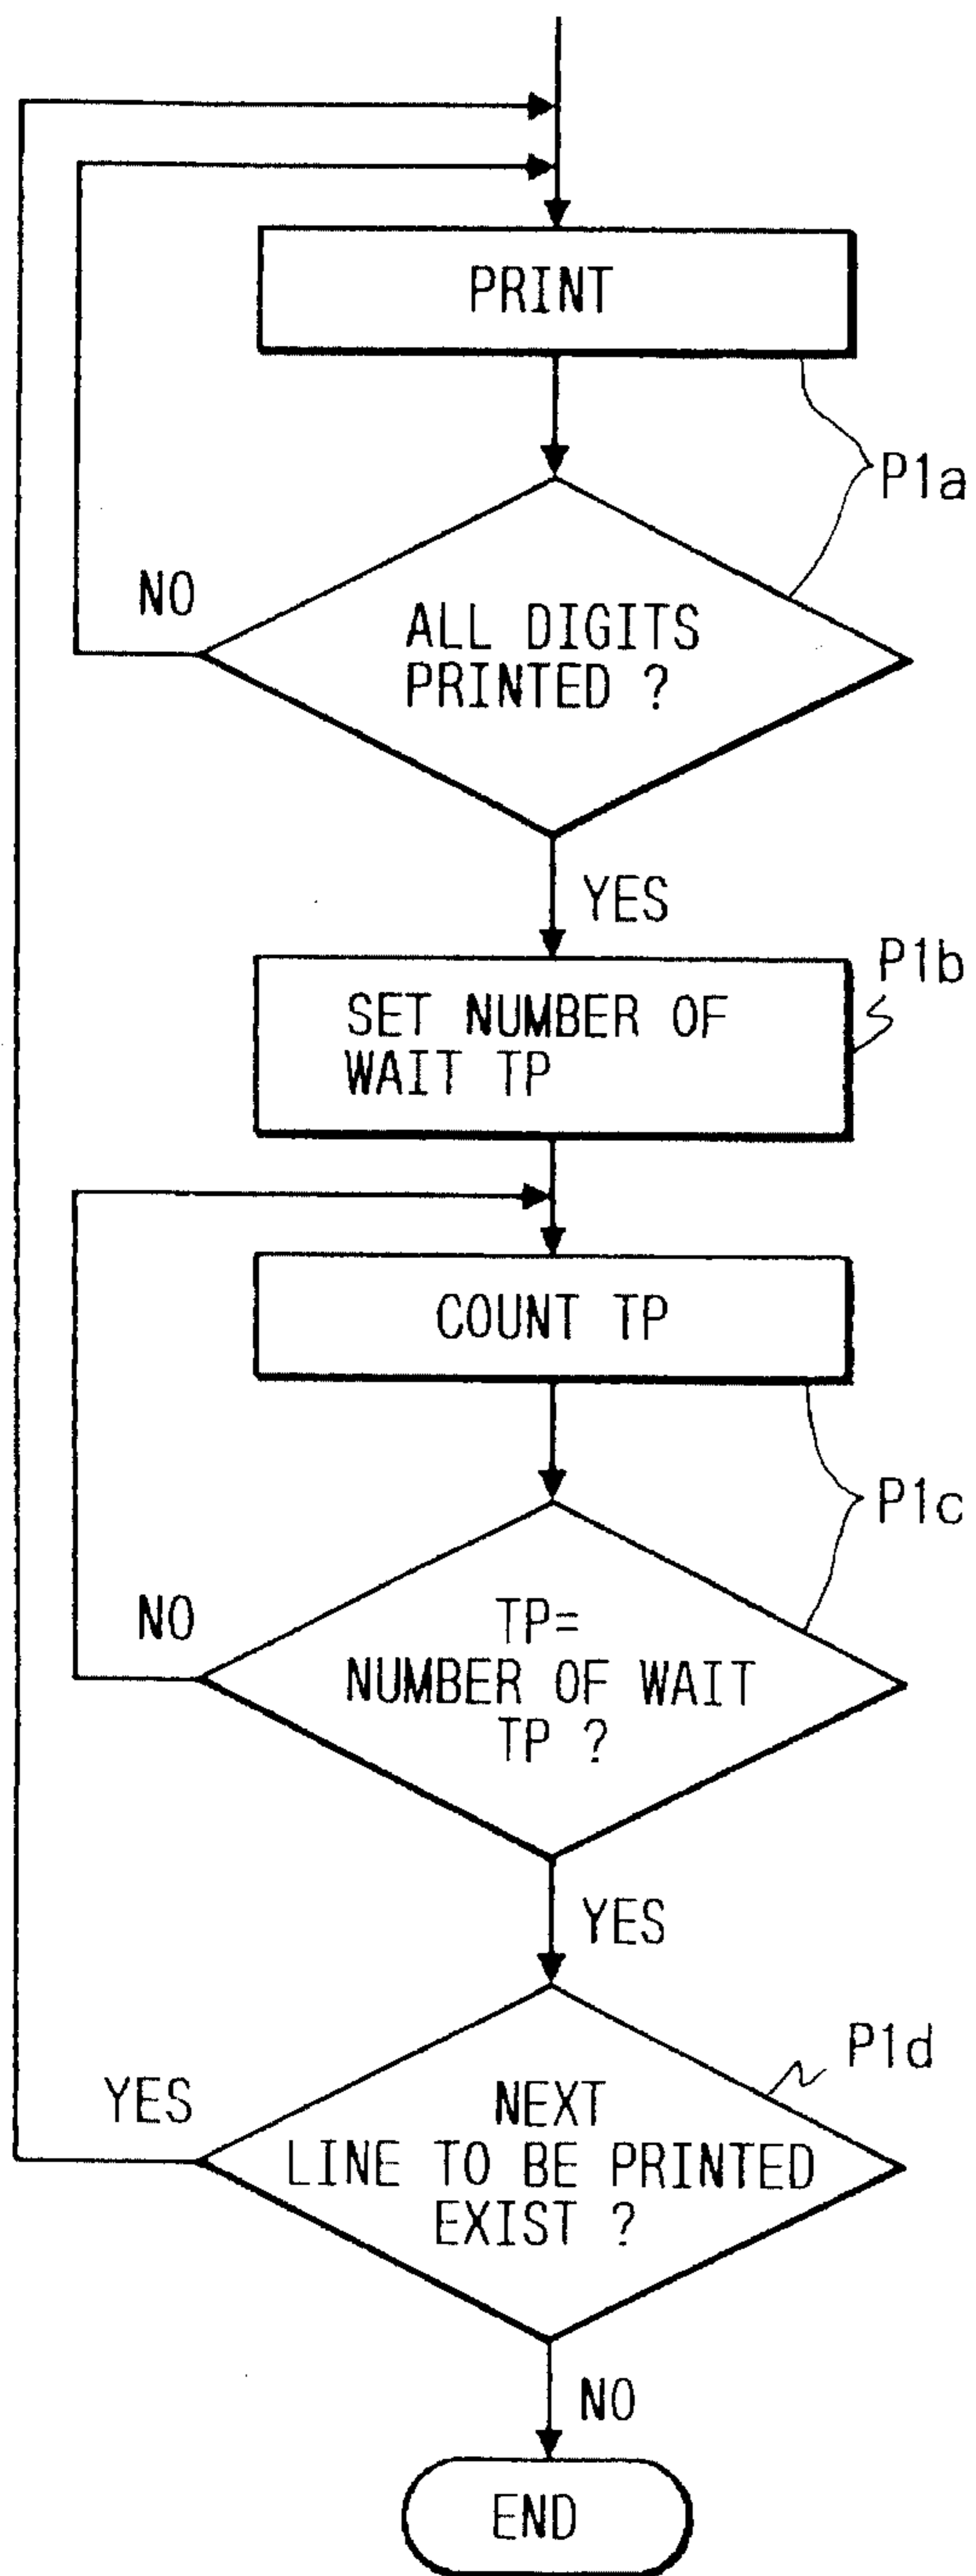 PRINT
P1a
NO
ALL DIGITS
PRINTED ?
YES
P1b
SET NUMBER OF
WAIT TP
COUNT TP
P1c
NO
TP=
NUMBER OF WAIT
TP ?
YES
P1d
YES
NEXT
LINE TO BE PRINTED
EXIST ?
NO
END